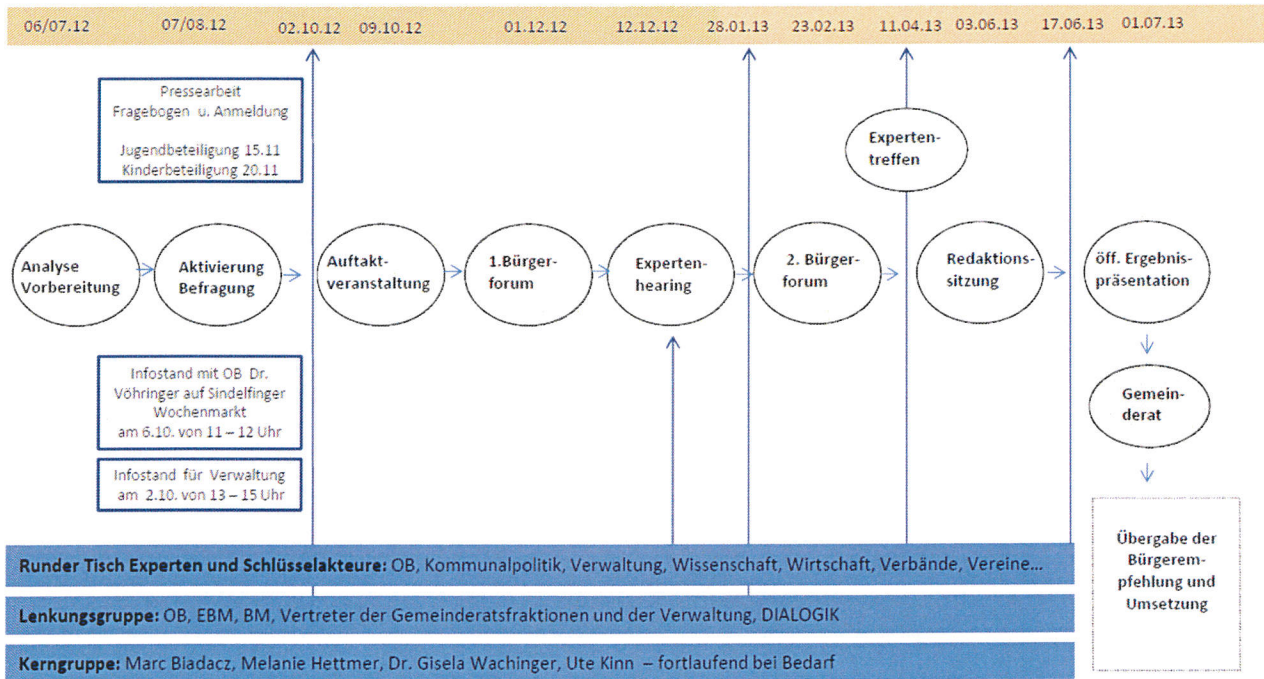 06/07.12 07/08.12 02.10.12 09.10.12 01.12.12 12.12.12 28.01.13 23.02.13 11.04.13 03.06.13 17.06.13 01.07.13
Pressearbeit
Fragebogen u. Anmeldung
Jugendbeteiligung 15.11
Kinderbeteiligung 20.11
Experten-
treffen
Analyse
Vorbereitung
Aktivierung
Befragung
Auftakt-
veranstaltung
1.Bürger-
forum
Experten-
hearing
2. Bürger-
forum
Redaktions-
sitzung
öff. Ergebnis-
präsentation
Infostand mit OB Dr.
Vöhringer auf Sindelfinger
Wochenmarkt
am 6.10. von 11 – 12 Uhr
Gemein-
derat
Infostand für Verwaltung
am 2.10. von 13 – 15 Uhr
Übergabe der
Bürgerem-
pfehlung und
Umsetzung
Runder Tisch Experten und Schlüsselakteure: OB, Kommunalpolitik, Verwaltung, Wissenschaft, Wirtschaft, Verbände, Vereine...
Lenkungsgruppe: OB, EBM, BM, Vertreter der Gemeinderatsfraktionen und der Verwaltung, DIALOGIK
Kerngruppe: Marc Biadacz, Melanie Hettmer, Dr. Gisela Wachinger, Ute Kinn – fortlaufend bei Bedarf